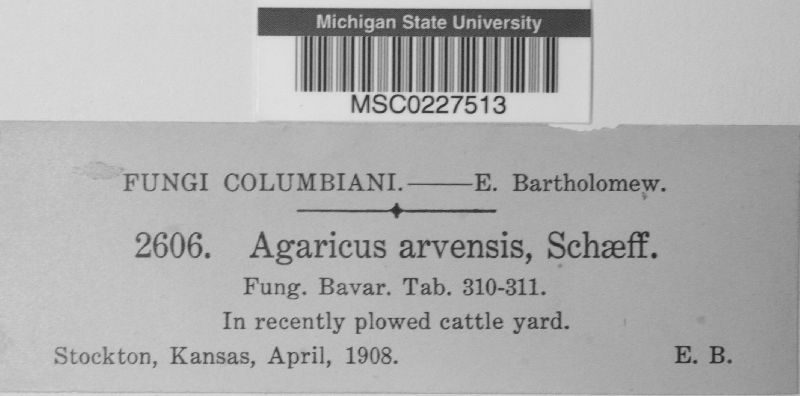 Michigan State University
MSC0227513
FUNGI COLUMBIANI.——E. Bartholomew.
2606. Agaricus arvensis, Schæff.
Fung. Bavar. Tab. 310-311.
In recently plowed cattle yard.
Stockton, Kansas, April, 1908. E. B.